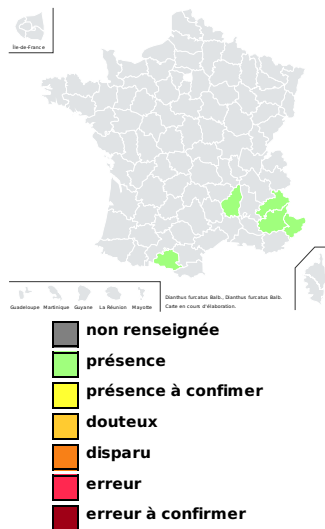 Île-de-France
Guadeloupe Martinique Guyane La Réunion Mayotte
Dianthus furcatus Balb., Dianthus furcatus Balb.
Carte en cours d'élaboration.
non renseignée
présence
présence à confimer
douteux
disparu
erreur
erreur à confirmer